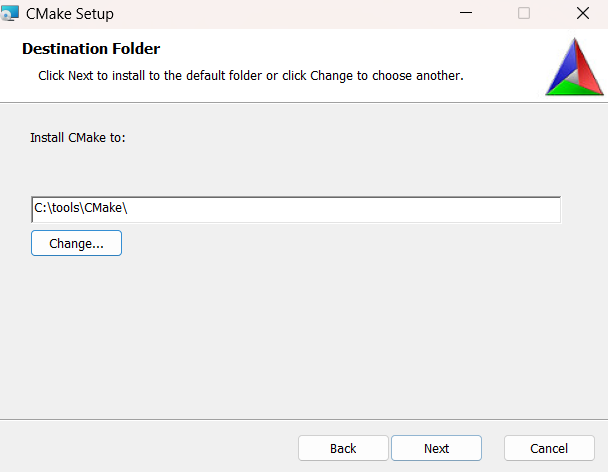 CMake Setup
Destination Folder
Click Next to install to the default folder or click Change to choose another.
Install CMake to:
C:\tools\CMake\
Change...
Back
Next
Cancel